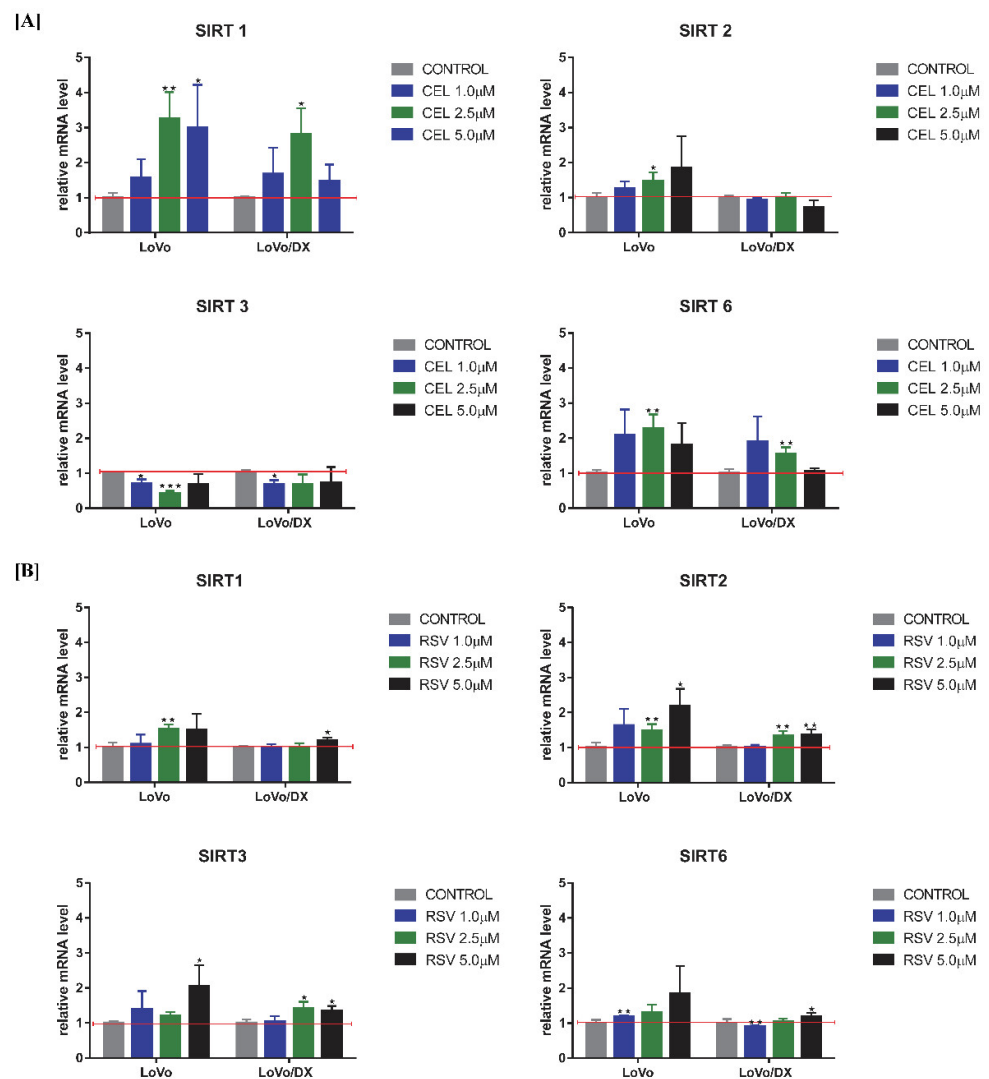 [A]
SIRT 1
relative mRNA level
5
4
3
2
1
0
★★
★
★
LoVo
LoVo/DX
CONTROL
CEL 1.0μM
CEL 2.5μM
CEL 5.0μM
SIRT 2
relative mRNA level
5
4
3
2
1
0
★
LoVo
LoVo/DX
CONTROL
CEL 1.0μM
CEL 2.5μM
CEL 5.0μM
SIRT 3
relative mRNA level
5
4
3
2
1
0
★
★★★
★
LoVo
LoVo/DX
CONTROL
CEL 1.0μM
CEL 2.5μM
CEL 5.0μM
SIRT 6
relative mRNA level
5
4
3
2
1
0
★★
★★
LoVo
LoVo/DX
CONTROL
CEL 1.0μM
CEL 2.5μM
CEL 5.0μM
[B]
SIRT1
relative mRNA level
5
4
3
2
1
0
★★
★
LoVo
LoVo/DX
CONTROL
RSV 1.0μM
RSV 2.5μM
RSV 5.0μM
SIRT2
relative mRNA level
5
4
3
2
1
0
★★
★
★★
★★
LoVo
LoVo/DX
CONTROL
RSV 1.0μM
RSV 2.5μM
RSV 5.0μM
SIRT3
relative mRNA level
5
4
3
2
1
0
★
★
★
LoVo
LoVo/DX
CONTROL
RSV 1.0μM
RSV 2.5μM
RSV 5.0μM
SIRT6
relative mRNA level
5
4
3
2
1
0
★★
★★
★
LoVo
LoVo/DX
CONTROL
RSV 1.0μM
RSV 2.5μM
RSV 5.0μM